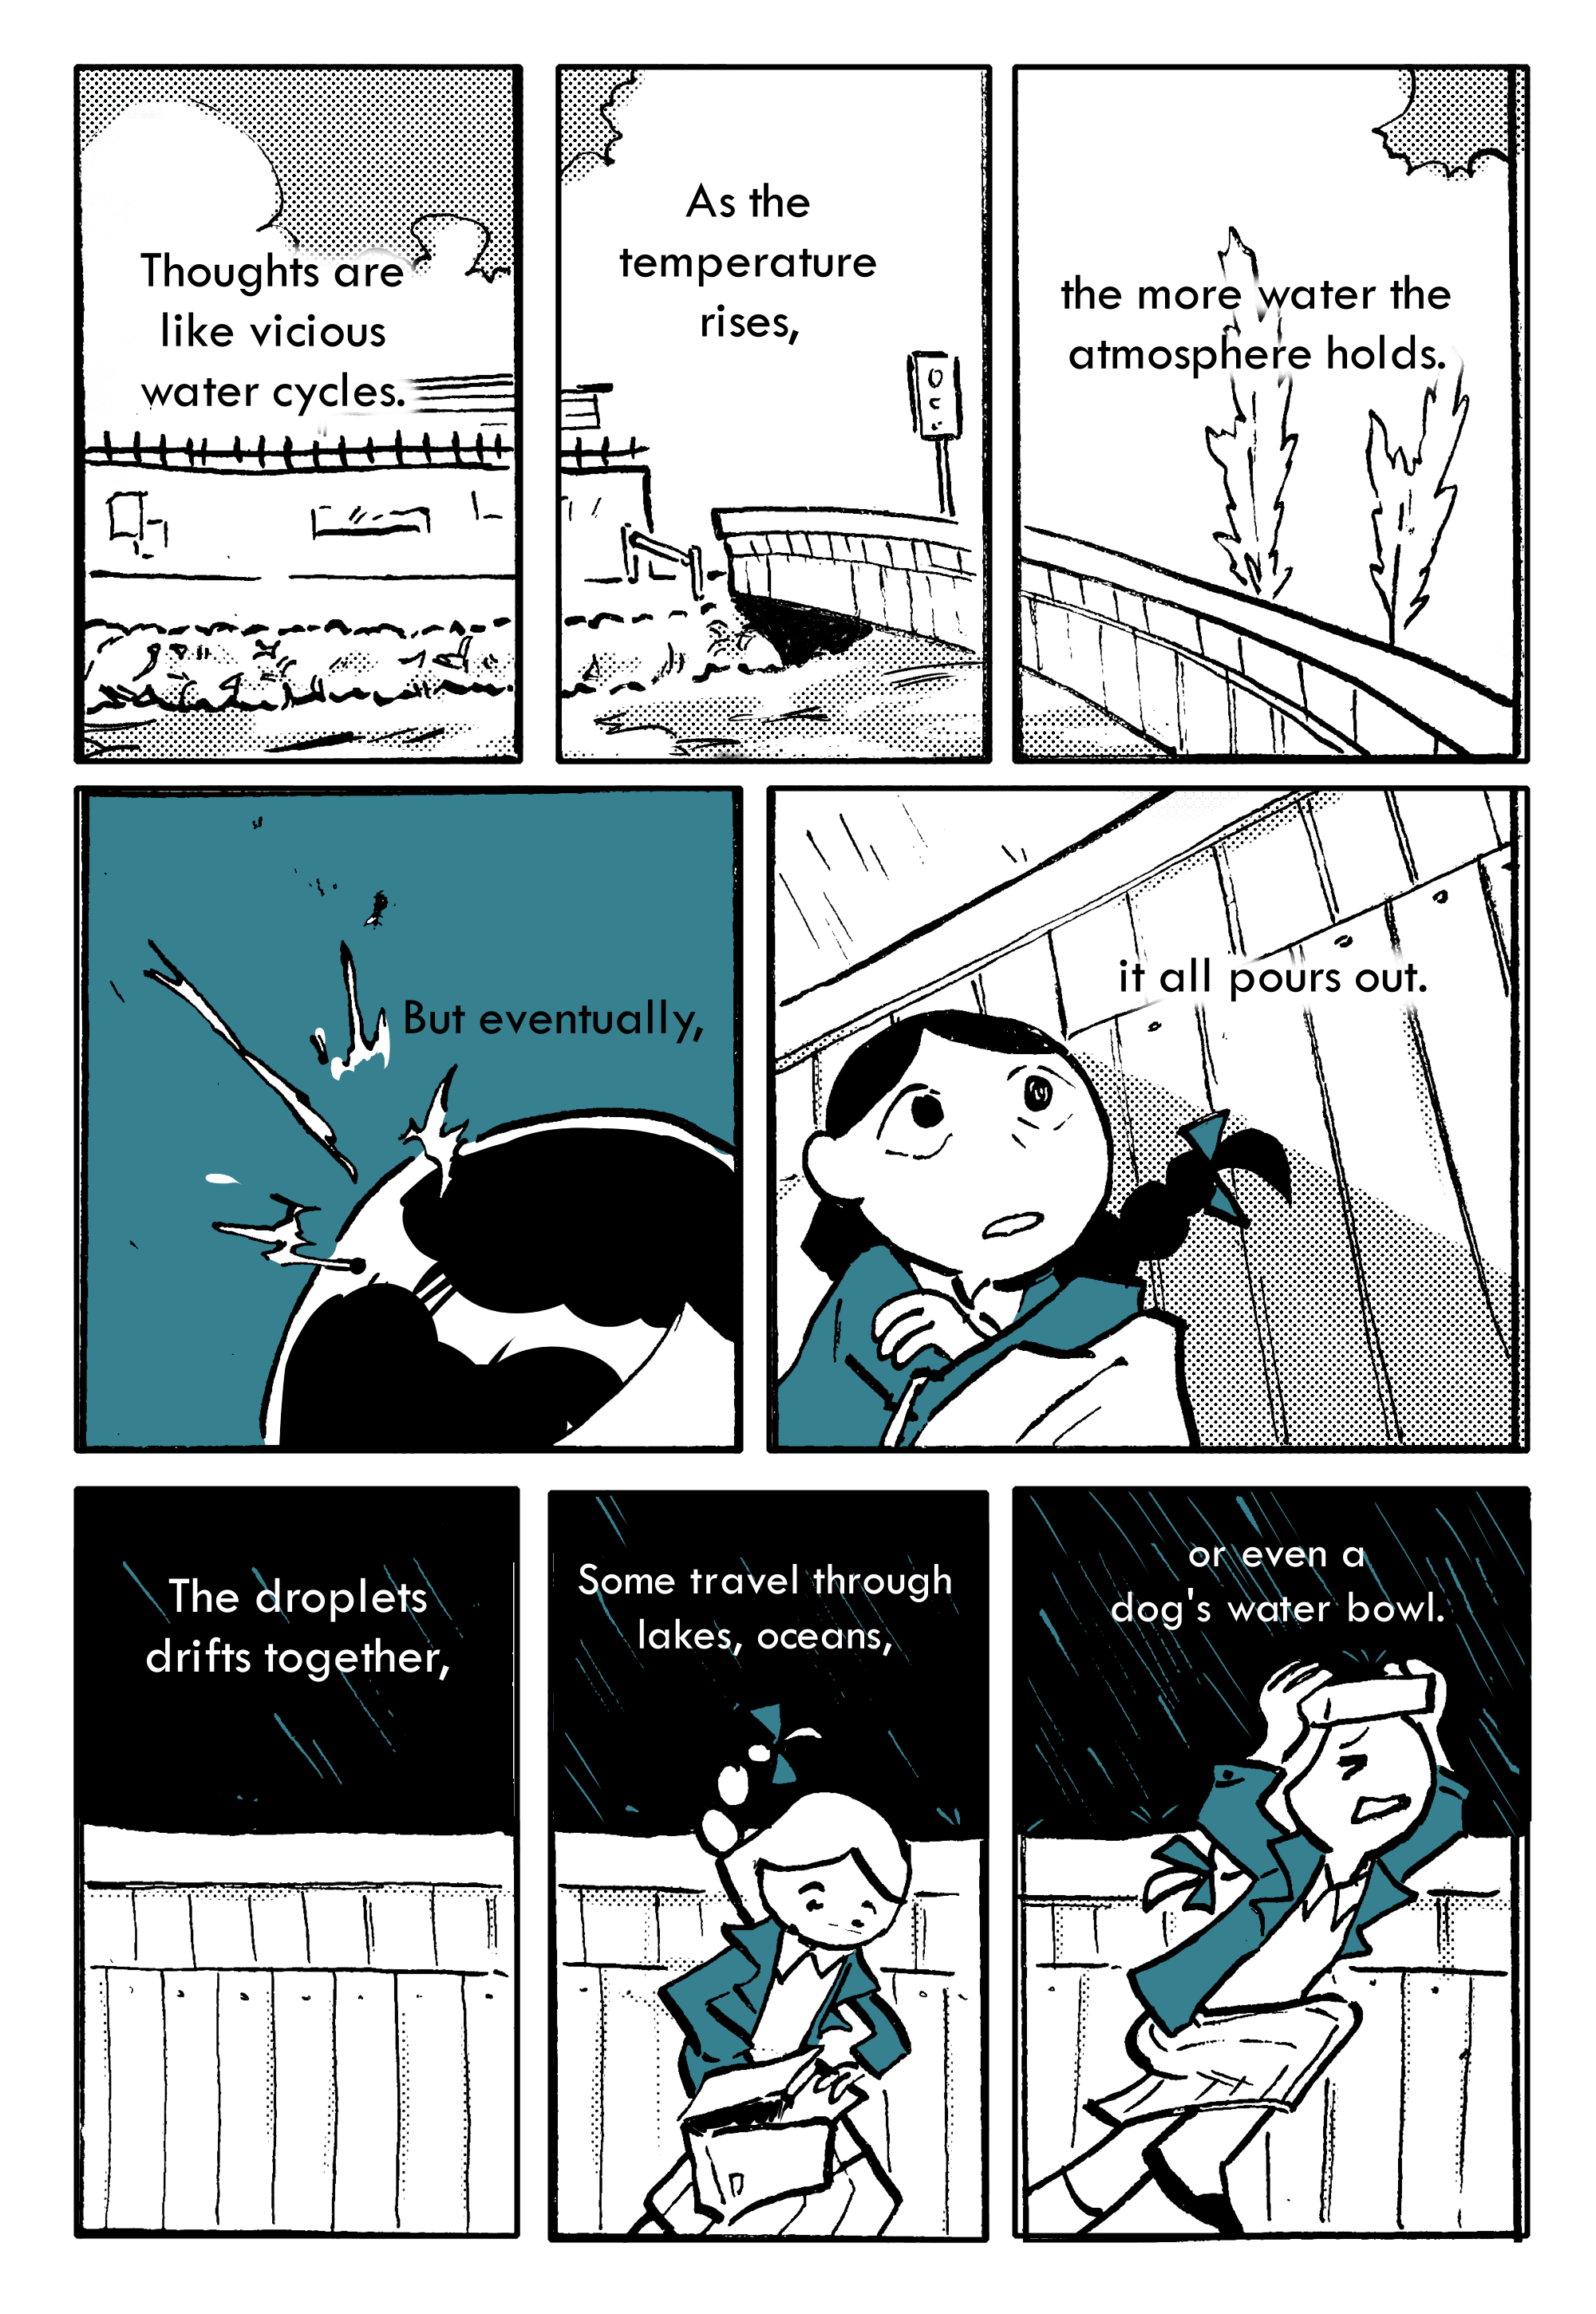 Thoughts are
like vicious
water cycles.
As the
temperature
rises,
the more water the
atmosphere holds.
But eventually,
it all pours out.
The droplets
drifts together,
Some travel through
lakes, oceans,
or even a
dog's water bowl.